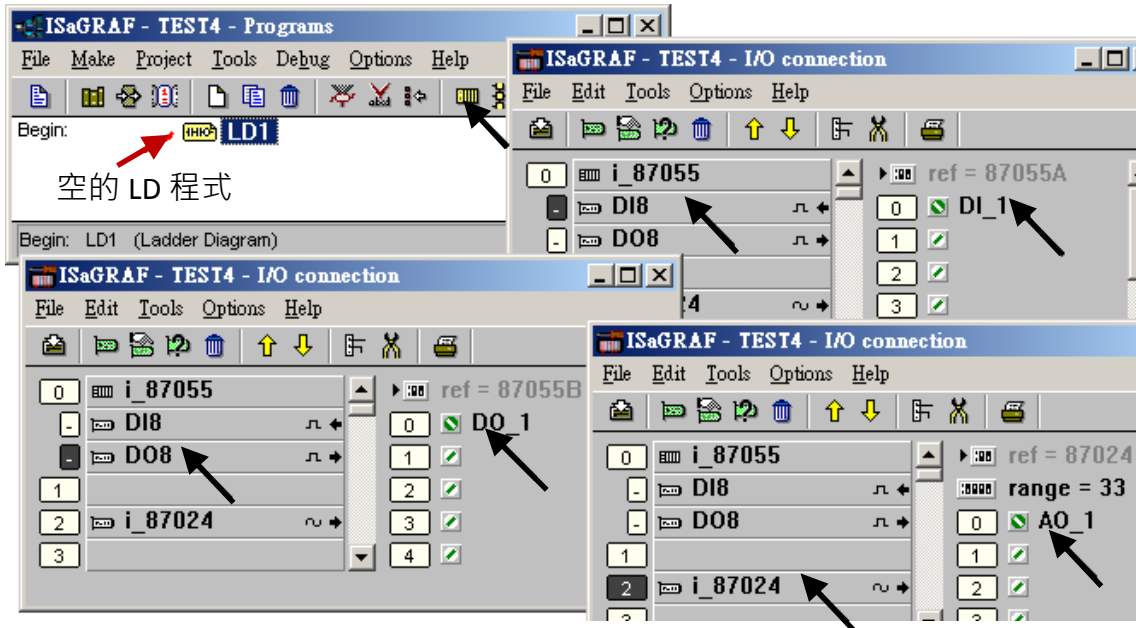 ISaGRAF - TEST4 - Programs
File Make Project Tools Debug Options Help
Begin: LD1
空的 LD 程式
Begin: LD1 (Ladder Diagram)
ISaGRAF - TEST4 - I/O connection
File Edit Tools Options Help
0 i_87055 ref = 87055A
- DI8 0 DI_1
- DO8 1
2
4 3
ISaGRAF - TEST4 - I/O connection
File Edit Tools Options Help
0 i_87055 ref = 87055B
- DI8 0 DO_1
- DO8 1
1 2
2 i_87024 3
3 4
ISaGRAF - TEST4 - I/O connection
File Edit Tools Options Help
0 i_87055 ref = 87024
- DI8 range = 33
- DO8 0 AO_1
1 1
2 i_87024 2
3 3